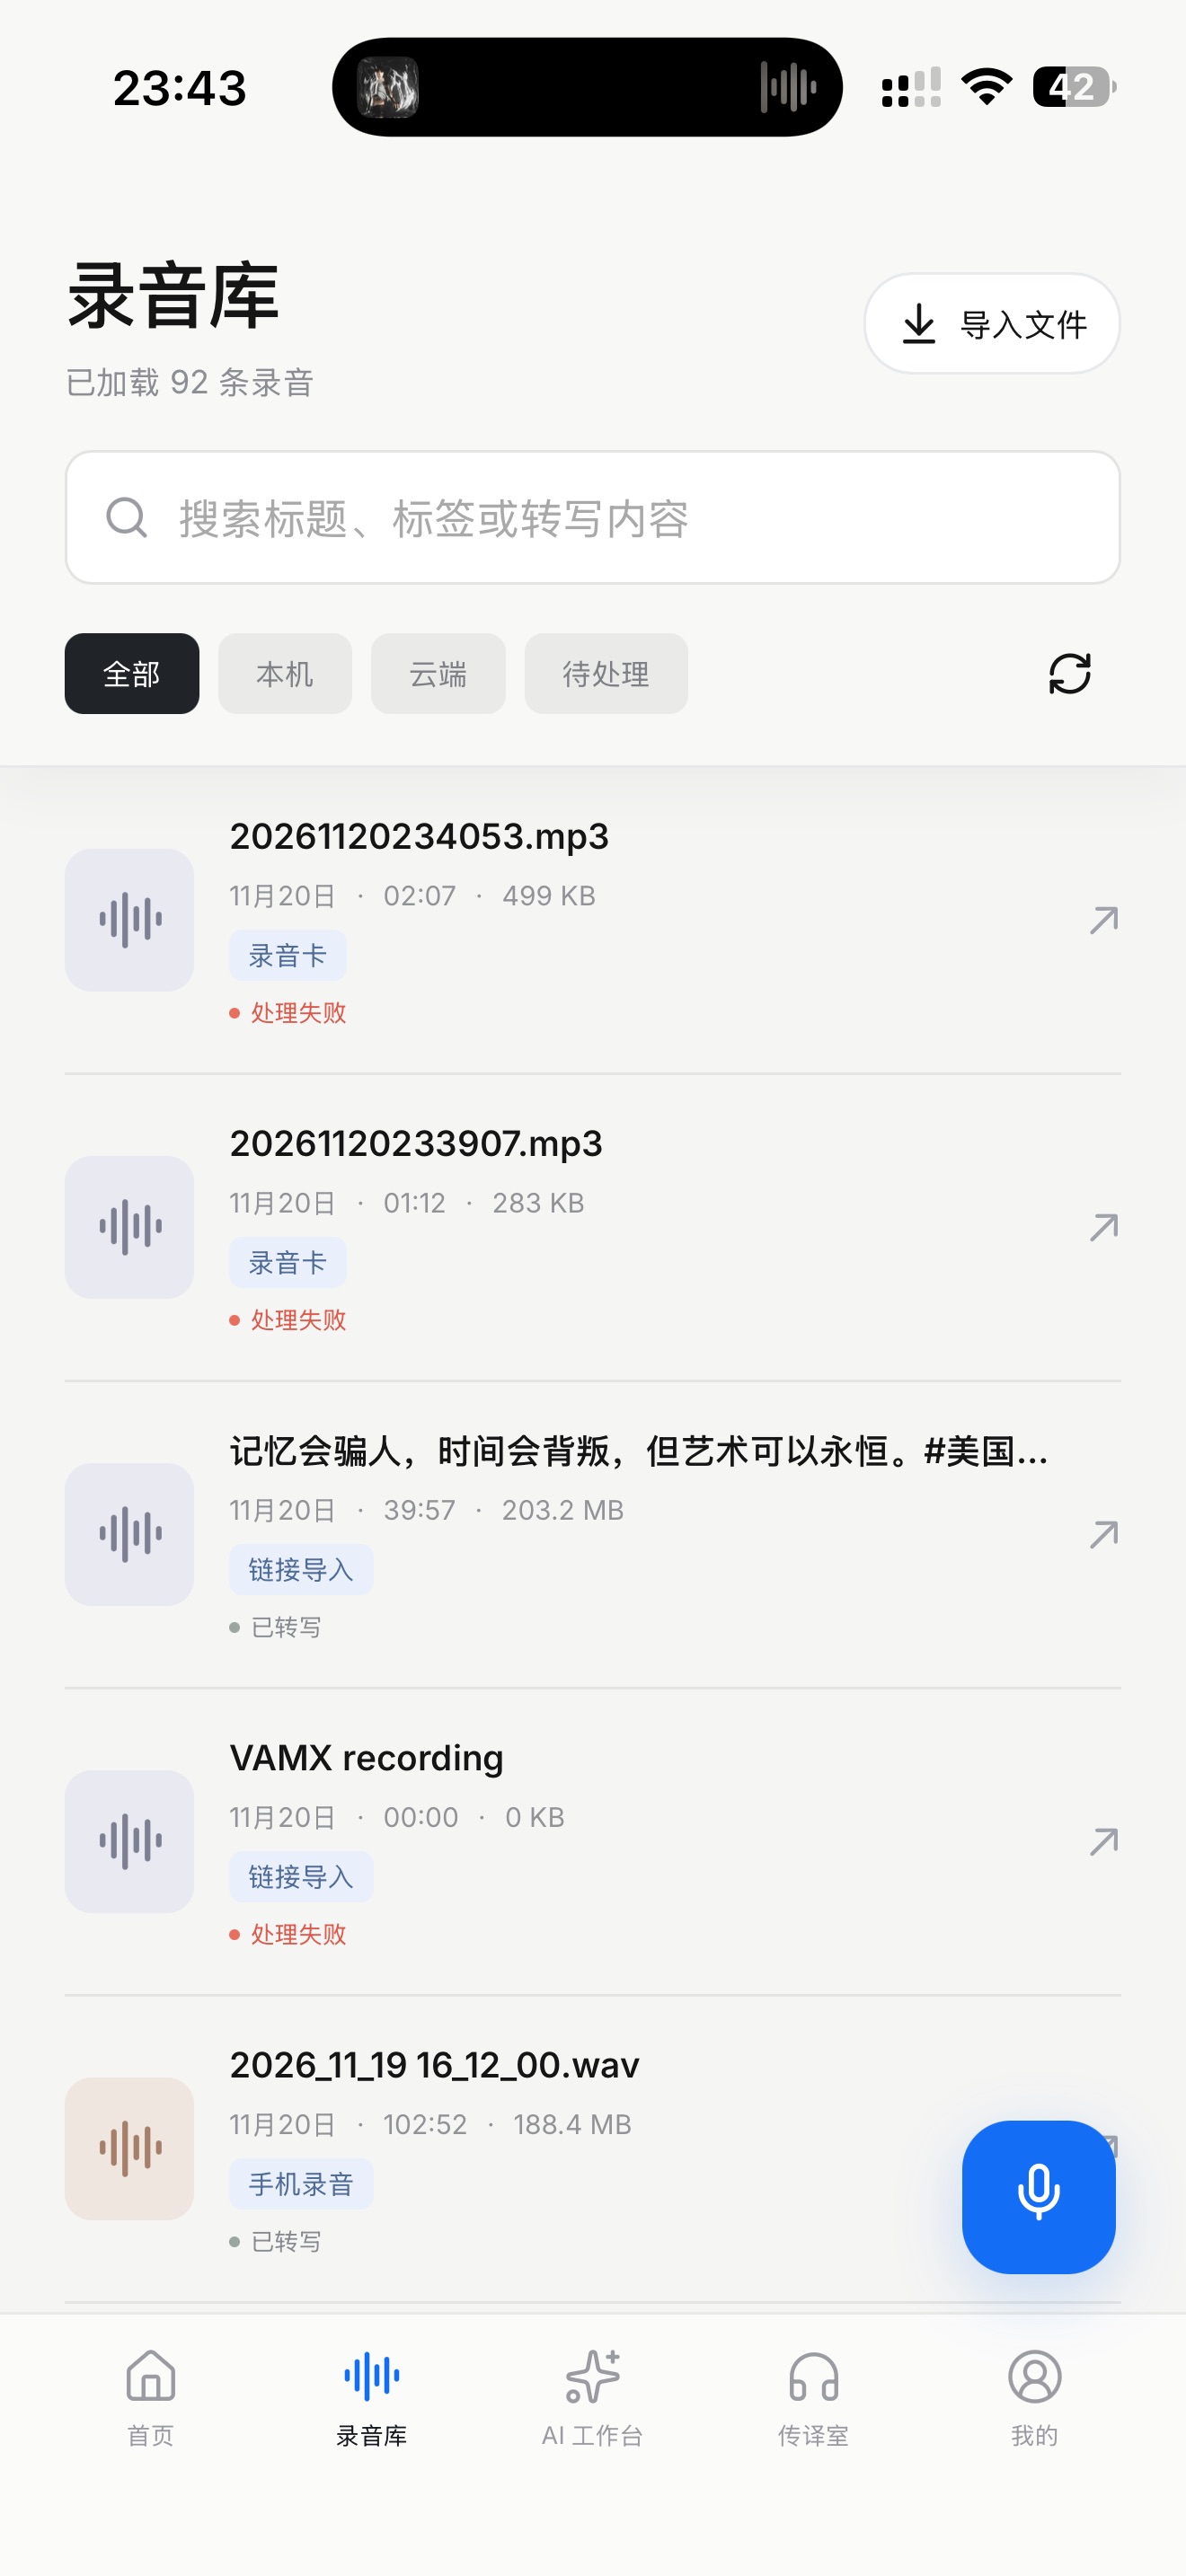 23:43
42
录音库
导入文件
已加载 92 条录音
搜索标题、标签或转写内容
全部 本机 云端 待处理
20261120234053.mp3
11月20日 · 02:07 · 499 KB
录音卡
处理失败
20261120233907.mp3
11月20日 · 01:12 · 283 KB
录音卡
处理失败
记忆会骗人，时间会背叛，但艺术可以永恒。#美国...
11月20日 · 39:57 · 203.2 MB
链接导入
已转写
VAMX recording
11月20日 · 00:00 · 0 KB
链接导入
处理失败
2026_11_19 16_12_00.wav
11月20日 · 102:52 · 188.4 MB
手机录音
已转写
首页 录音库 AI 工作台 传译室 我的